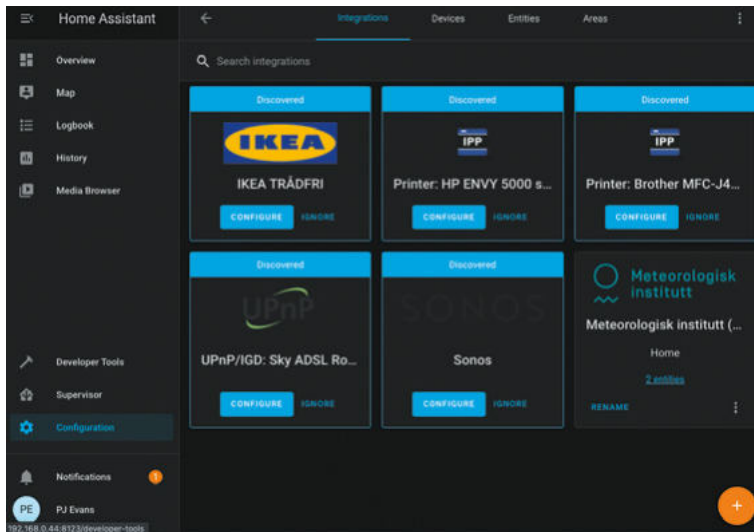 Home Assistant
Integrations Devices Entities Areas
Search integrations
Overview
Map
Logbook
History
Media Browser
Developer Tools
Supervisor
Configuration
Notifications 1
PE PJ Evans
192.168.0.44:8123/developer-tools
Discovered
IKEA
IKEA TRÅDFRI
CONFIGURE IGNORE
Discovered
IPP
Printer: HP ENVY 5000 s...
CONFIGURE IGNORE
Discovered
IPP
Printer: Brother MFC-J4...
CONFIGURE IGNORE
Discovered
UPnP
UPnP/IGD: Sky ADSL Ro...
CONFIGURE IGNORE
Discovered
SONOS
Sonos
CONFIGURE IGNORE
Meteorologisk
institutt
Meteorologisk institutt (...
Home
2 entities
RENAME